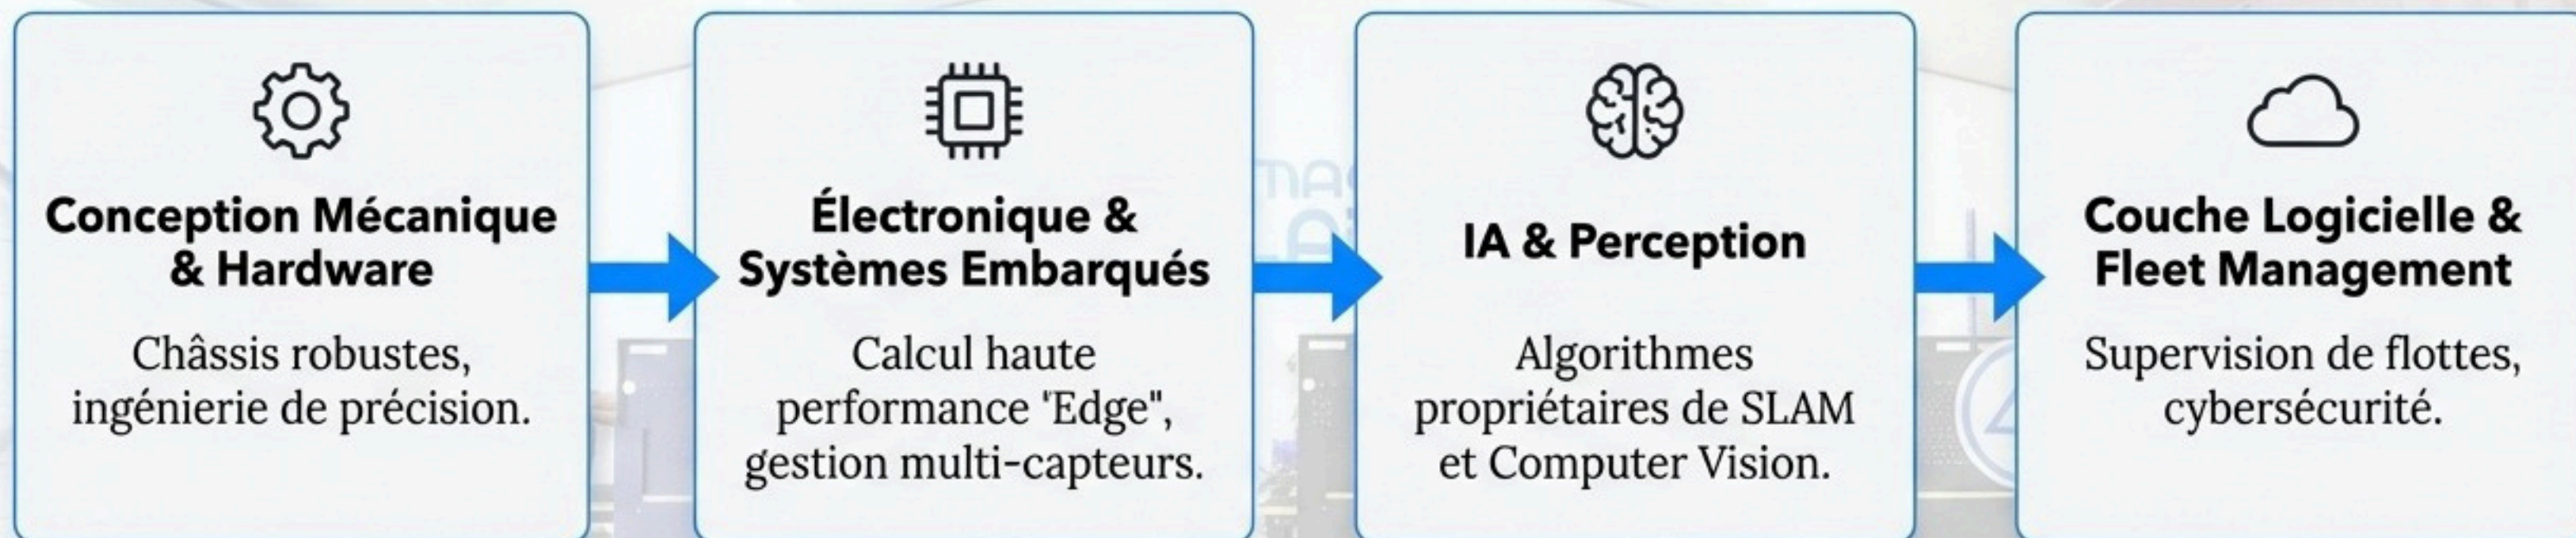 Conception Mécanique
& Hardware
Châssis robustes,
ingénierie de précision.
Électronique &
Systèmes Embarqués
Calcul haute
performance 'Edge",
gestion multi-capteurs.
IA & Perception
Algorithmes
propriétaires de SLAM
et Computer Vision.
Couche Logicielle &
Fleet Management
Supervision de flottes,
cybersécurité.